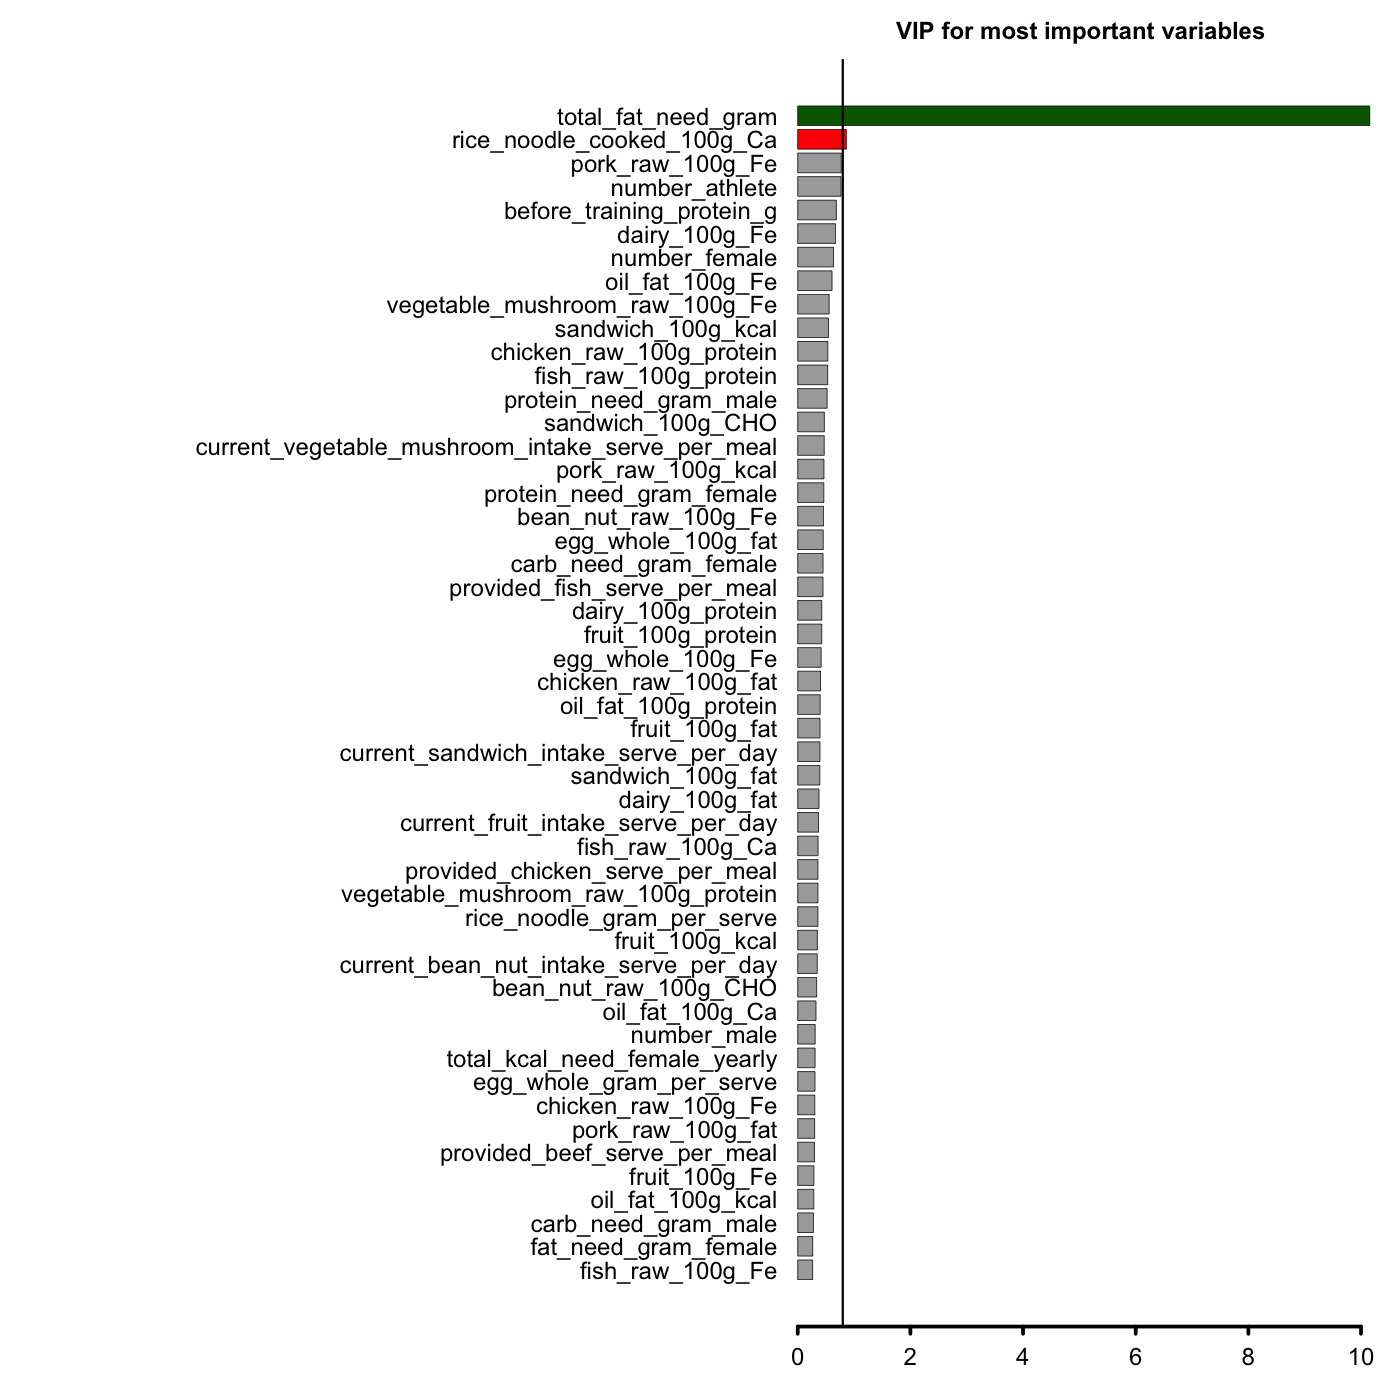 VIP for most important variables
total_fat_need_gram
rice_noodle_cooked_100g_Ca
pork_raw_100g_Fe
number_athlete
before_training_protein_g
dairy_100g_Fe
number_female
oil_fat_100g_Fe
vegetable_mushroom_raw_100g_Fe
sandwich_100g_kcal
chicken_raw_100g_protein
fish_raw_100g_protein
protein_need_gram_male
sandwich_100g_CHO
current_vegetable_mushroom_intake_serve_per_meal
pork_raw_100g_kcal
protein_need_gram_female
bean_nut_raw_100g_Fe
egg_whole_100g_fat
carb_need_gram_female
provided_fish_serve_per_meal
dairy_100g_protein
fruit_100g_protein
egg_whole_100g_Fe
chicken_raw_100g_fat
oil_fat_100g_protein
fruit_100g_fat
current_sandwich_intake_serve_per_day
sandwich_100g_fat
dairy_100g_fat
current_fruit_intake_serve_per_day
fish_raw_100g_Ca
provided_chicken_serve_per_meal
vegetable_mushroom_raw_100g_protein
rice_noodle_gram_per_serve
fruit_100g_kcal
current_bean_nut_intake_serve_per_day
bean_nut_raw_100g_CHO
oil_fat_100g_Ca
number_male
total_kcal_need_female_yearly
egg_whole_gram_per_serve
chicken_raw_100g_Fe
pork_raw_100g_fat
provided_beef_serve_per_meal
fruit_100g_Fe
oil_fat_100g_kcal
carb_need_gram_male
fat_need_gram_female
fish_raw_100g_Fe
0 2 4 6 8 10